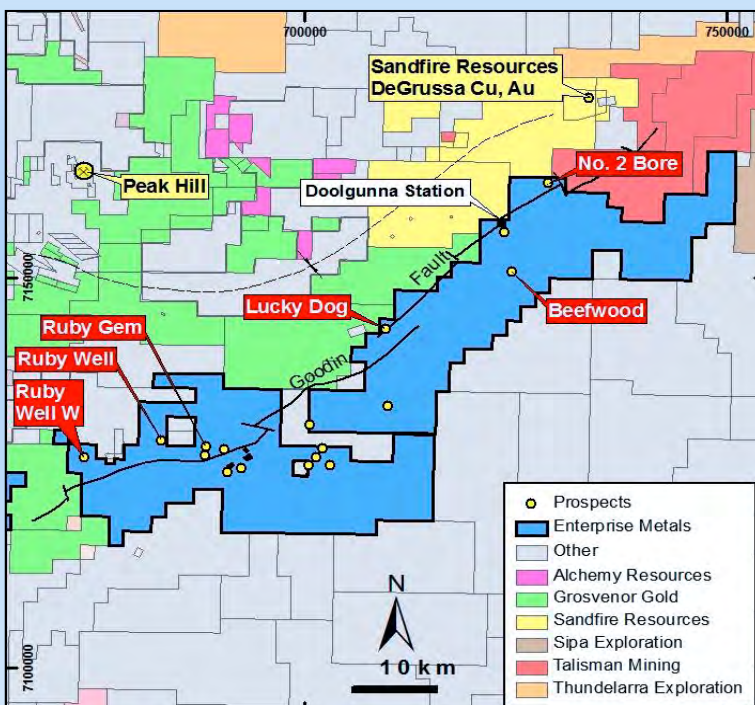 700000
750000
Sandfire Resources
DeGrussa Cu, Au
No. 2 Bore
Peak Hill
Doolgunna Station
7150000
Fault
Lucky Dog
Beefwood
Ruby Gem
Goodin
Ruby Well
Ruby
Well W
Prospects
Enterprise Metals
Other
Alchemy Resources
Grosvenor Gold
Sandfire Resources
Sipa Exploration
Talisman Mining
Thundelarra Exploration
N
10km
7100000